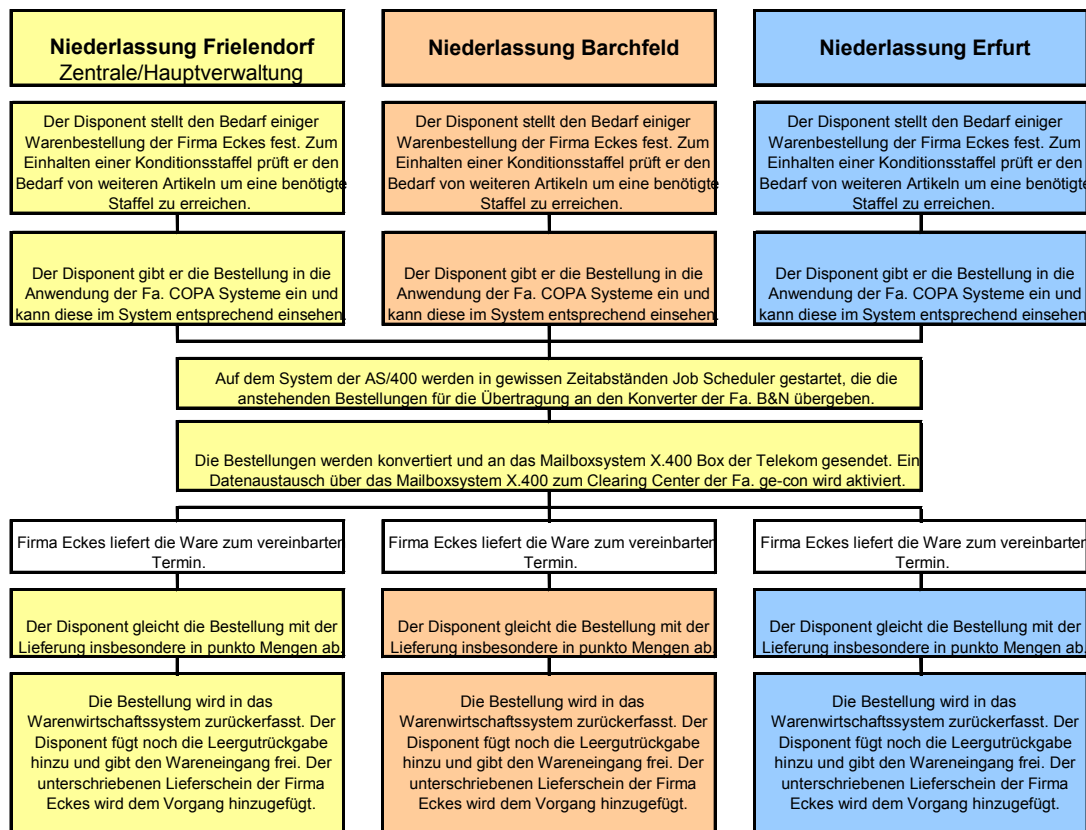 Niederlassung Frielendorf
Zentrale/Hauptverwaltung
Niederlassung Barchfeld
Niederlassung Erfurt
Der Disponent stellt den Bedarf einiger
Warenbestellung der Firma Eckes fest. Zum
Einhalten einer Konditionsstaffel prüft er den
Bedarf von weiteren Artikeln um eine benötigte
Staffel zu erreichen.
Der Disponent stellt den Bedarf einiger
Warenbestellung der Firma Eckes fest. Zum
Einhalten einer Konditionsstaffel prüft er den
Bedarf von weiteren Artikeln um eine benötigte
Staffel zu erreichen.
Der Disponent stellt den Bedarf einiger
Warenbestellung der Firma Eckes fest. Zum
Einhalten einer Konditionsstaffel prüft er den
Bedarf von weiteren Artikeln um eine benötigte
Staffel zu erreichen.
Der Disponent gibt er die Bestellung in die
Anwendung der Fa. COPA Systeme ein und
kann diese im System entsprechend einsehen.
Der Disponent gibt er die Bestellung in die
Anwendung der Fa. COPA Systeme ein und
kann diese im System entsprechend einsehen.
Der Disponent gibt er die Bestellung in die
Anwendung der Fa. COPA Systeme ein und
kann diese im System entsprechend einsehen.
Auf dem System der AS/400 werden in gewissen Zeitabständen Job Scheduler gestartet, die die
anstehenden Bestellungen für die Übertragung an den Konverter der Fa. B&N übergeben.
Die Bestellungen werden konvertiert und an das Mailboxsystem X.400 Box der Telekom gesendet. Ein
Datenaustausch über das Mailboxsystem X.400 zum Clearing Center der Fa. ge-con wird aktiviert.
Firma Eckes liefert die Ware zum vereinbarten
Termin.
Firma Eckes liefert die Ware zum vereinbarten
Termin.
Firma Eckes liefert die Ware zum vereinbarten
Termin.
Der Disponent gleicht die Bestellung mit der
Lieferung insbesondere in punkto Mengen ab.
Der Disponent gleicht die Bestellung mit der
Lieferung insbesondere in punkto Mengen ab.
Der Disponent gleicht die Bestellung mit der
Lieferung insbesondere in punkto Mengen ab.
Die Bestellung wird in das
Warenwirtschaftssystem zurückerfasst. Der
Disponent fügt noch die Leergutrückgabe
hinzu und gibt den Wareneingang frei. Der
unterschriebenen Lieferschein der Firma
Eckes wird dem Vorgang hinzugefügt.
Die Bestellung wird in das
Warenwirtschaftssystem zurückerfasst. Der
Disponent fügt noch die Leergutrückgabe
hinzu und gibt den Wareneingang frei. Der
unterschriebenen Lieferschein der Firma
Eckes wird dem Vorgang hinzugefügt.
Die Bestellung wird in das
Warenwirtschaftssystem zurückerfasst. Der
Disponent fügt noch die Leergutrückgabe
hinzu und gibt den Wareneingang frei. Der
unterschriebenen Lieferschein der Firma
Eckes wird dem Vorgang hinzugefügt.